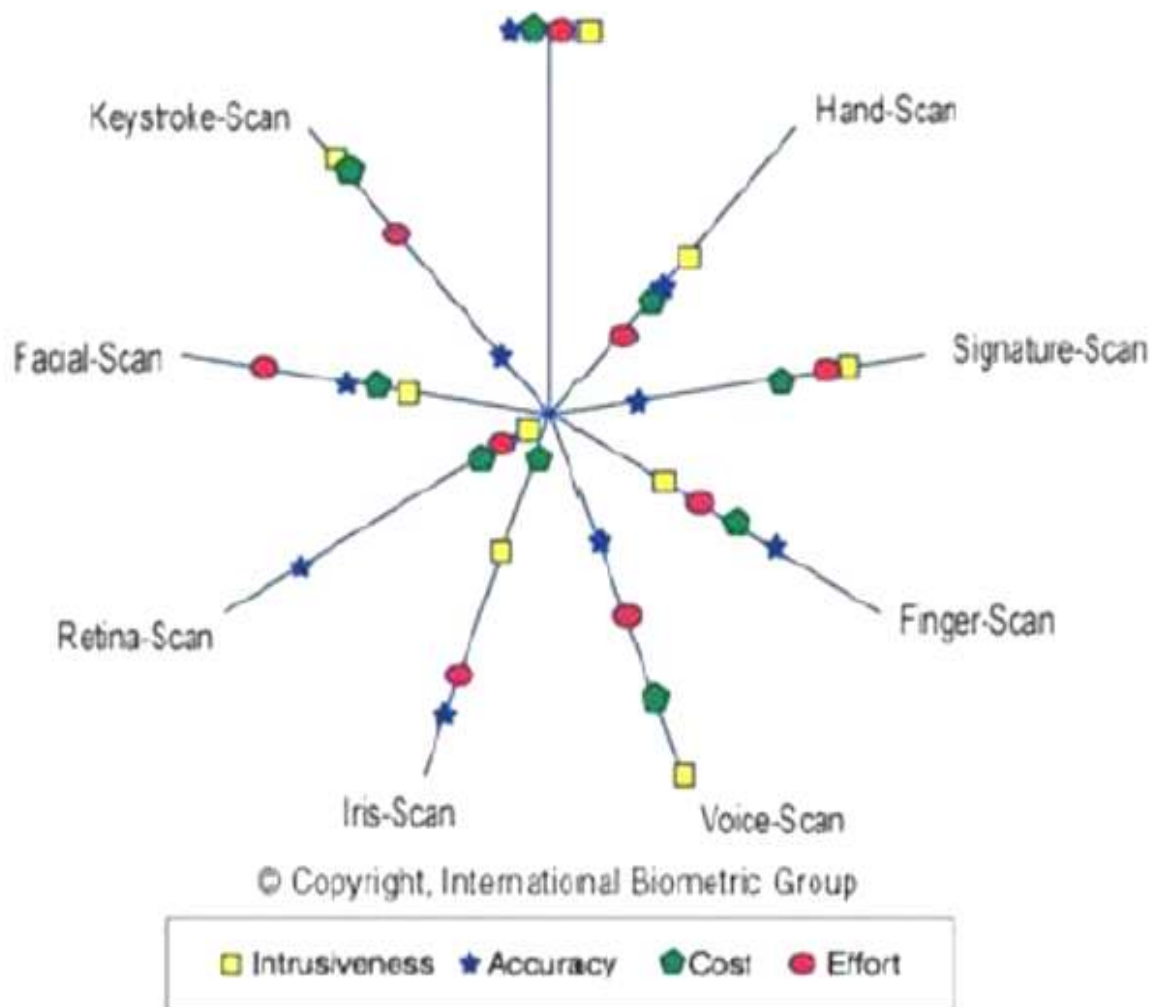 Keystroke-Scan
Hand-Scan
Facial-Scan
Signature-Scan
Retina-Scan
Finger-Scan
Iris-Scan
Voice-Scan
© Copyright, International Biometric Group
Intrusiveness Accuracy Cost Effort